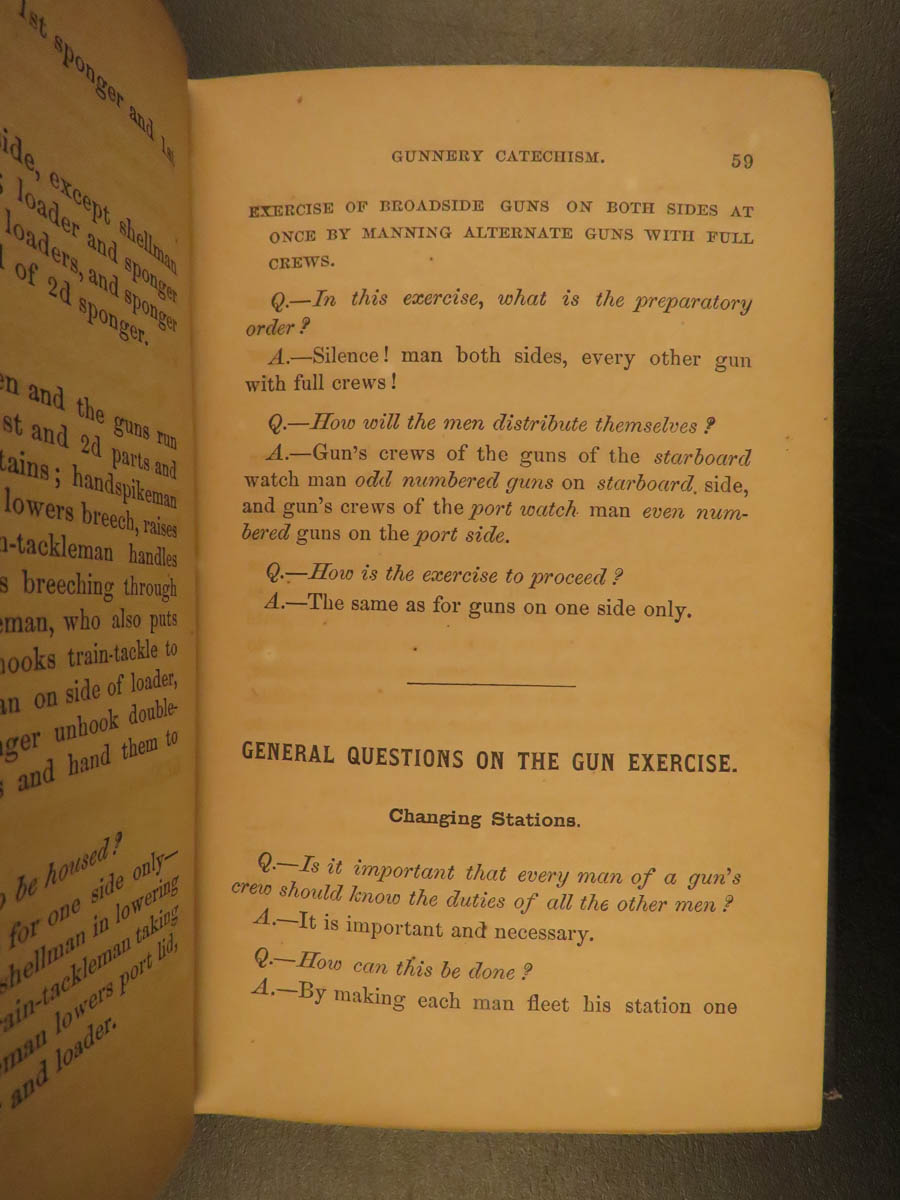 1st sponger and 1st
side, except shellman
loader and sponger
loaders, and sponger
of 2d sponger.
and the guns run
1st and 2d parts and
handspikeman
lowers breech, raises
handles
breeching through
who also puts
hooks train-tackle to
on side of loader,
unhook double-
and hand them to
be housed?
for one side only—
shellman in lowering
taking
lowers port lid,
and loader.
GUNNERY CATECHISM. 59
EXERCISE OF BROADSIDE GUNS ON BOTH SIDES AT
ONCE BY MANNING ALTERNATE GUNS WITH FULL
CREWS.
Q.—In this exercise, what is the preparatory
order?
A.—Silence! man both sides, every other gun
with full crews!
Q.—How will the men distribute themselves?
A.—Gun's crews of the guns of the starboard
watch man odd numbered guns on starboard side,
and gun's crews of the port watch man even num-
bered guns on the port side.
Q.—How is the exercise to proceed?
A.—The same as for guns on one side only.
GENERAL QUESTIONS ON THE GUN EXERCISE.
Changing Stations.
Q.—Is it important that every man of a gun's
crew should know the duties of all the other men?
A.—It is important and necessary.
Q.—How can this be done?
A.—By making each man fleet his station one